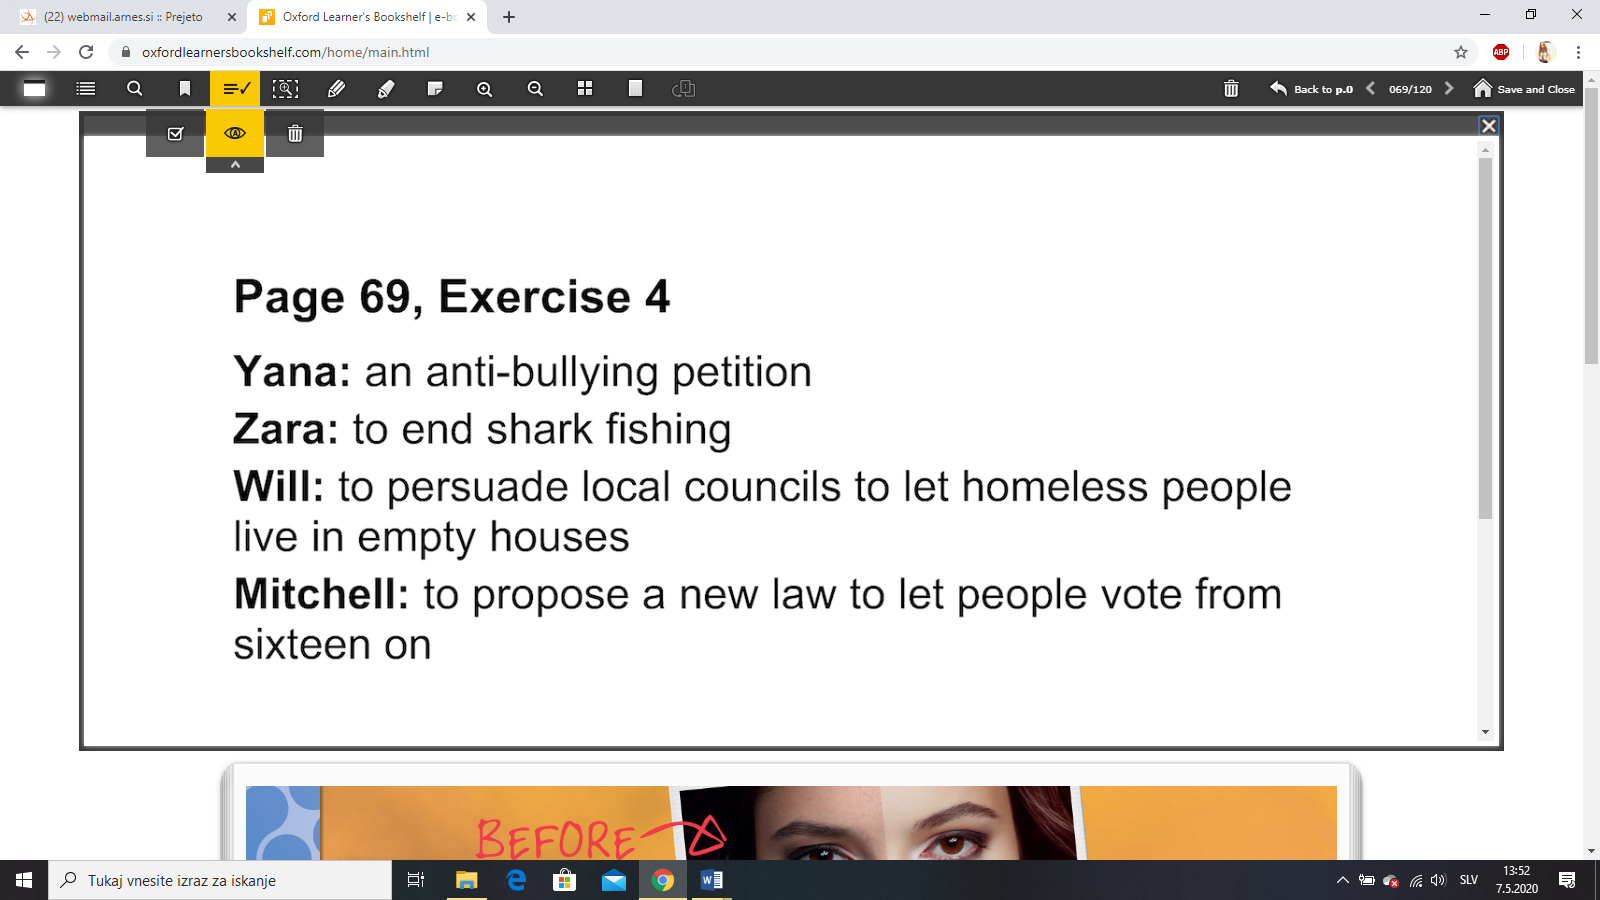 (22) webmail.arnes.si :: Prejeto
Oxford Learner's Bookshelf | e-bo
oxfordlearnersbookshelf.com/home/main.html
ABP
Back to p.0
069/120
Save and Close
Page 69, Exercise 4
Yana: an anti-bullying petition
Zara: to end shark fishing
Will: to persuade local councils to let homeless people
live in empty houses
Mitchell: to propose a new law to let people vote from
sixteen on
BEFORE
Tukaj vnesite izraz za iskanje
SLV
13:52
7.5.2020